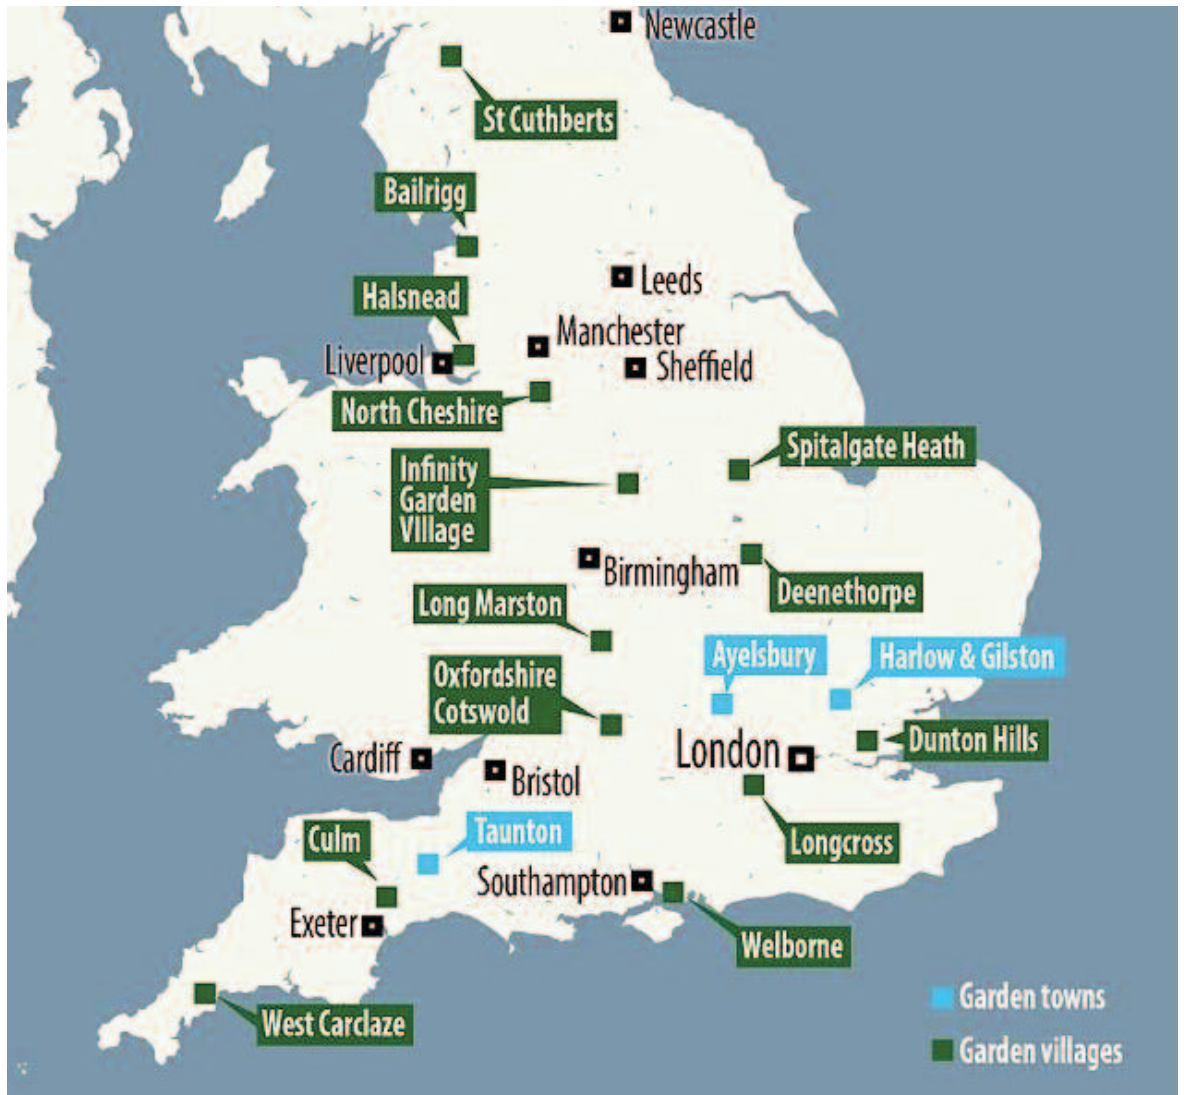 Newcastle
St Cuthberts
Bailrigg
Leeds
Halsnead
Manchester
Liverpool
Sheffield
North Cheshire
Spitalgate Heath
Infinity
Garden
VIllage
Birmingham
Deenethorpe
Long Marston
Ayelsbury
Harlow & Gilston
Oxfordshire
Cotswold
Dunton Hills
London
Cardiff
Bristol
Taunton
Culm
Longcross
Southampton
Exeter
Welborne
Garden towns
West Carclaze
Garden villages